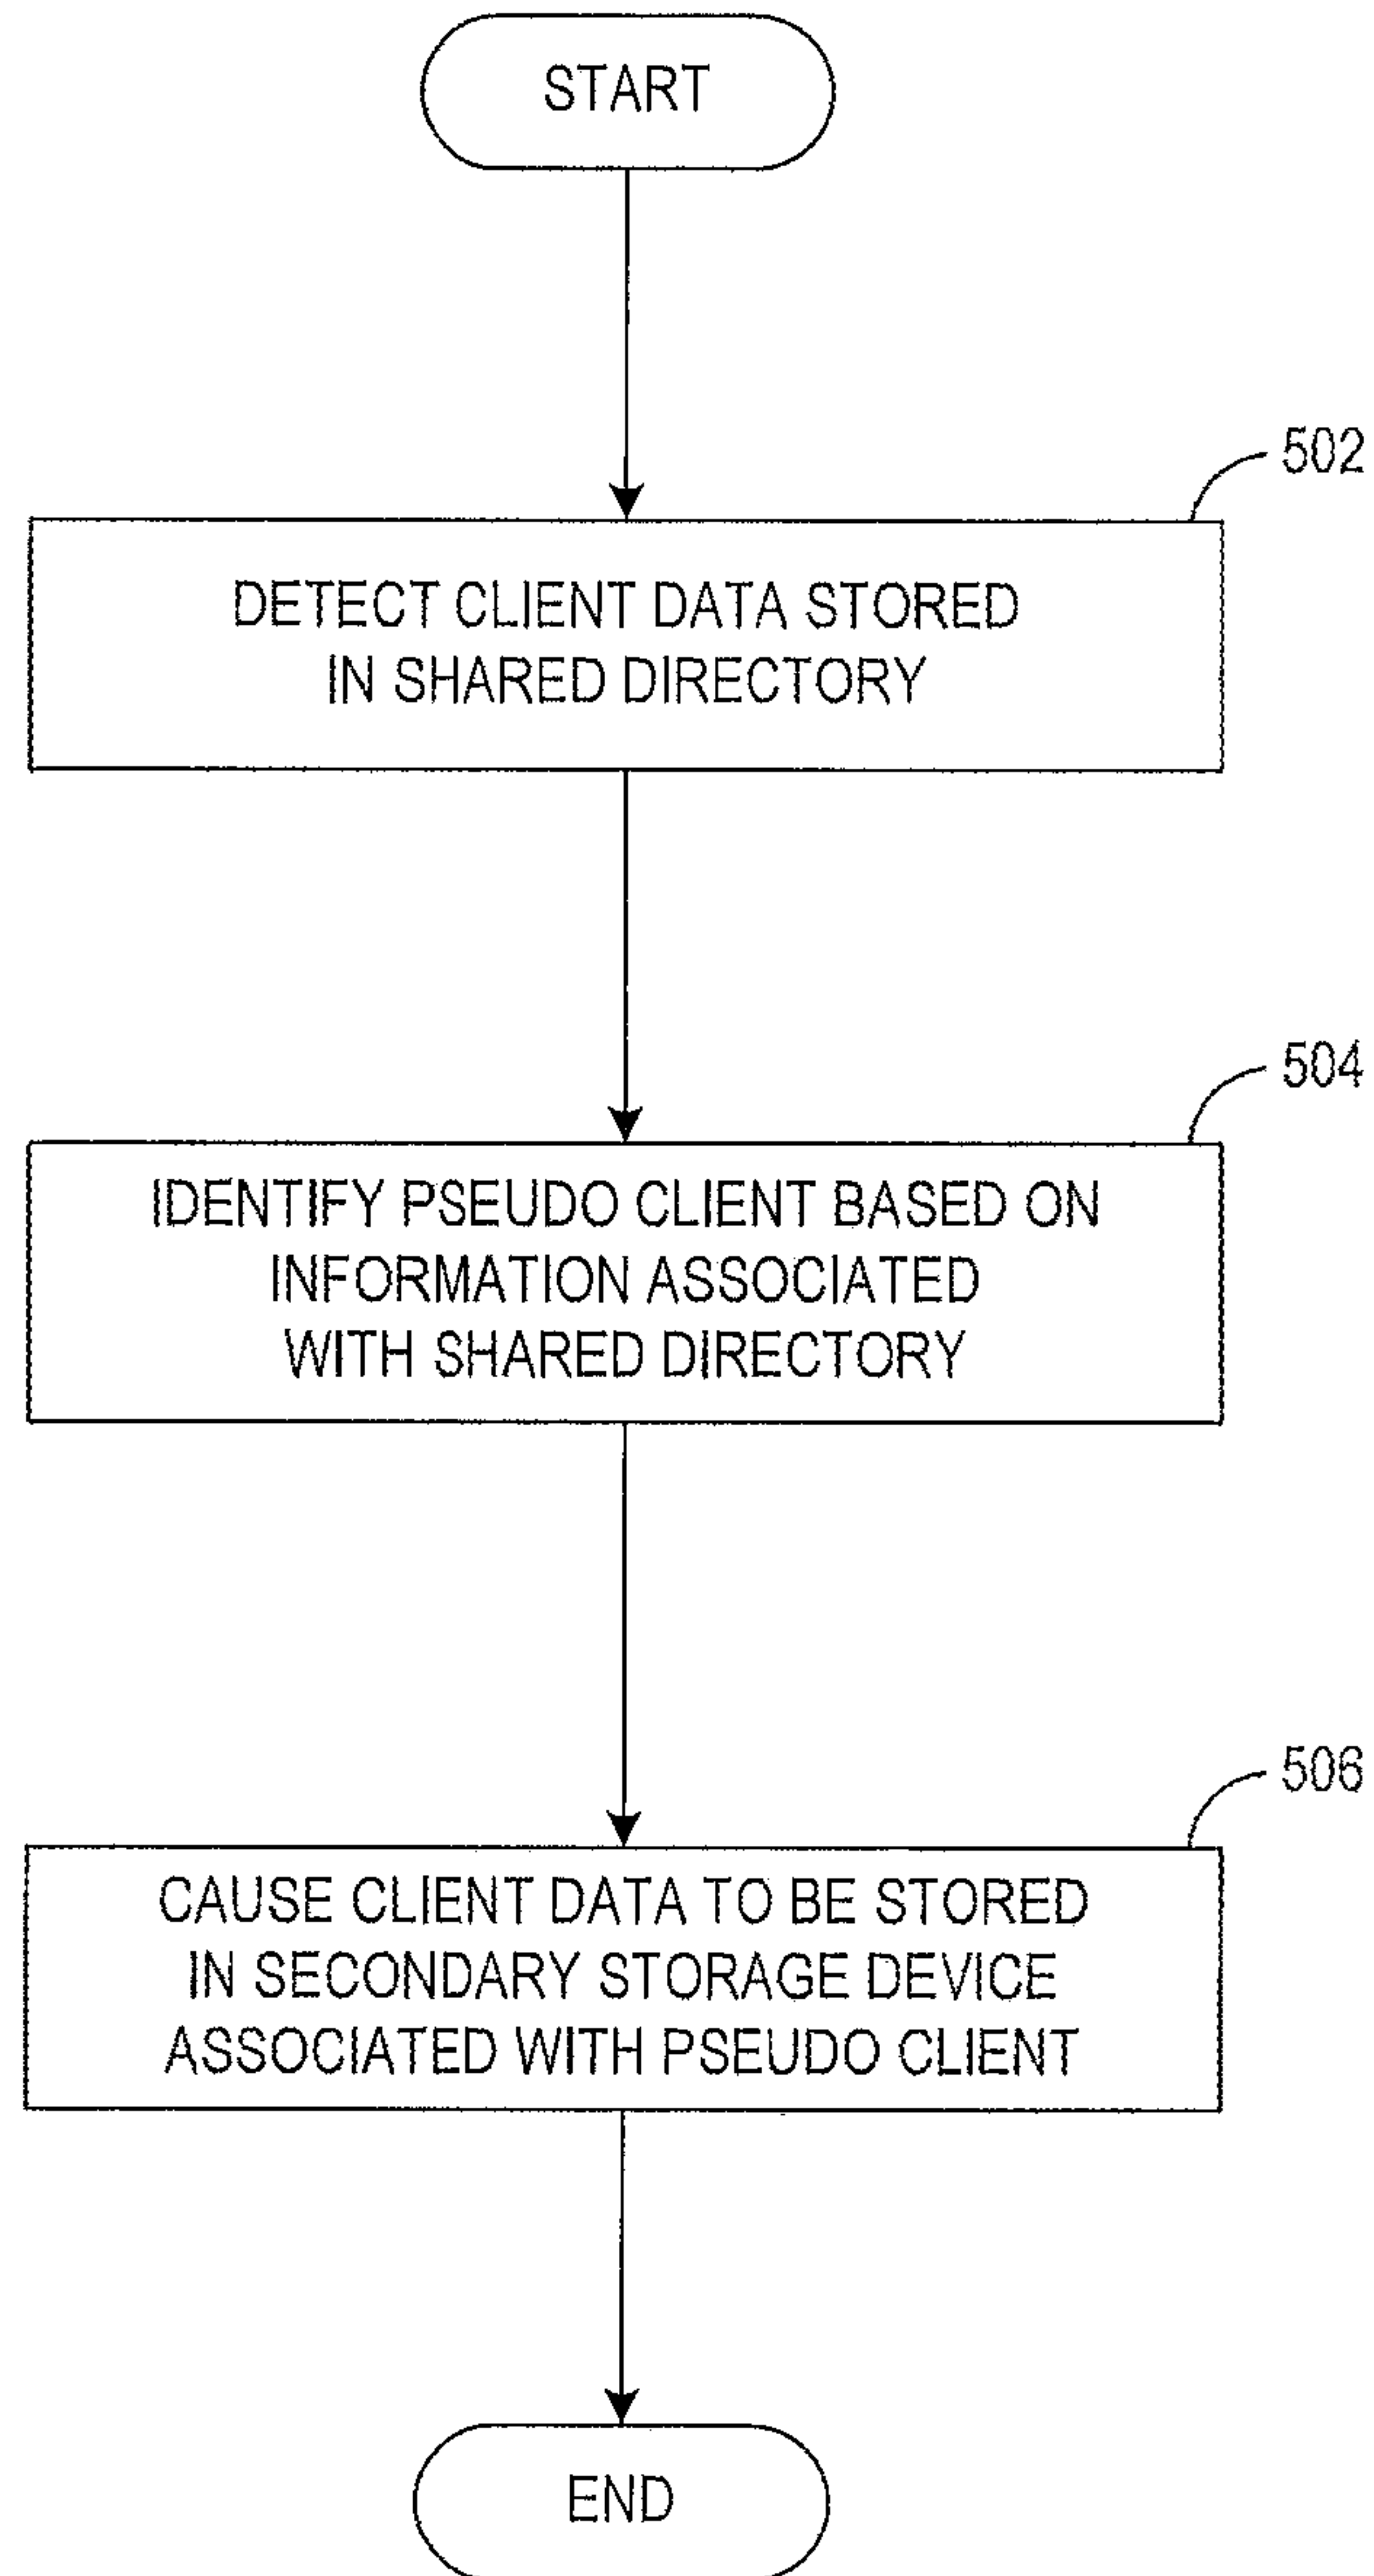 START
502
DETECT CLIENT DATA STORED
IN SHARED DIRECTORY
504
IDENTIFY PSEUDO CLIENT BASED ON
INFORMATION ASSOCIATED
WITH SHARED DIRECTORY
506
CAUSE CLIENT DATA TO BE STORED
IN SECONDARY STORAGE DEVICE
ASSOCIATED WITH PSEUDO CLIENT
END